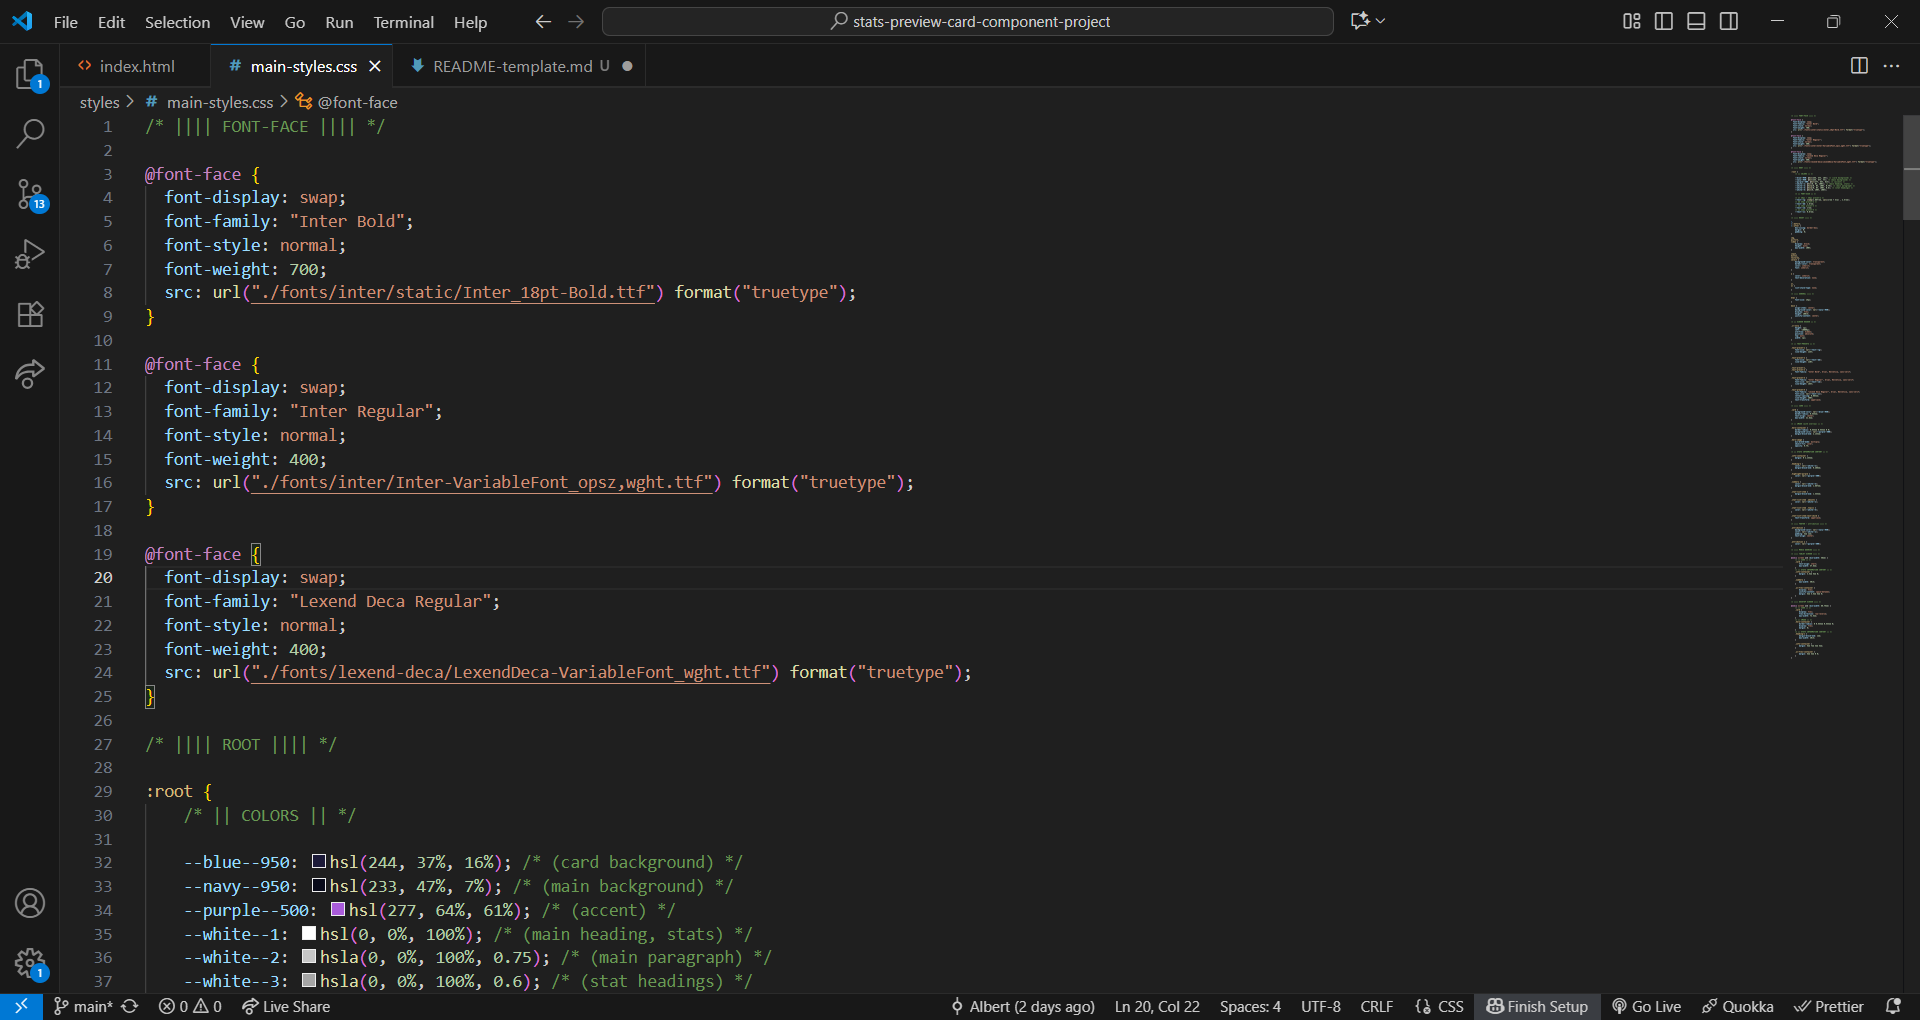 File Edit Selection View Go Run Terminal Help
stats-preview-card-component-project
index.html
# main-styles.css
README-template.md U
styles > # main-styles.css > @font-face
1 /* |||| FONT-FACE |||| */
2
3 @font-face {
4 font-display: swap;
5 font-family: "Inter Bold";
6 font-style: normal;
7 font-weight: 700;
8 src: url("./fonts/inter/static/Inter_18pt-Bold.ttf") format("truetype");
9 }
10
11 @font-face {
12 font-display: swap;
13 font-family: "Inter Regular";
14 font-style: normal;
15 font-weight: 400;
16 src: url("./fonts/inter/Inter-VariableFont_opsz,wght.ttf") format("truetype");
17 }
18
19 @font-face {
20 font-display: swap;
21 font-family: "Lexend Deca Regular";
22 font-style: normal;
23 font-weight: 400;
24 src: url("./fonts/lexend-deca/LexendDeca-VariableFont_wght.ttf") format("truetype");
25 }
26
27 /* |||| ROOT |||| */
28
29 :root {
30 /* || COLORS || */
31
32 --blue--950: hsl(244, 37%, 16%); /* (card background) */
33 --navy--950: hsl(233, 47%, 7%); /* (main background) */
34 --purple--500: hsl(277, 64%, 61%); /* (accent) */
35 --white--1: hsl(0, 0%, 100%); /* (main heading, stats) */
36 --white--2: hsla(0, 0%, 100%, 0.75); /* (main paragraph) */
37 --white--3: hsla(0, 0%, 100%, 0.6); /* (stat headings) */
1
13
1
main* 0 0 Live Share Albert (2 days ago) Ln 20, Col 22 Spaces: 4 UTF-8 CRLF {} CSS Finish Setup Go Live Quokka Prettier